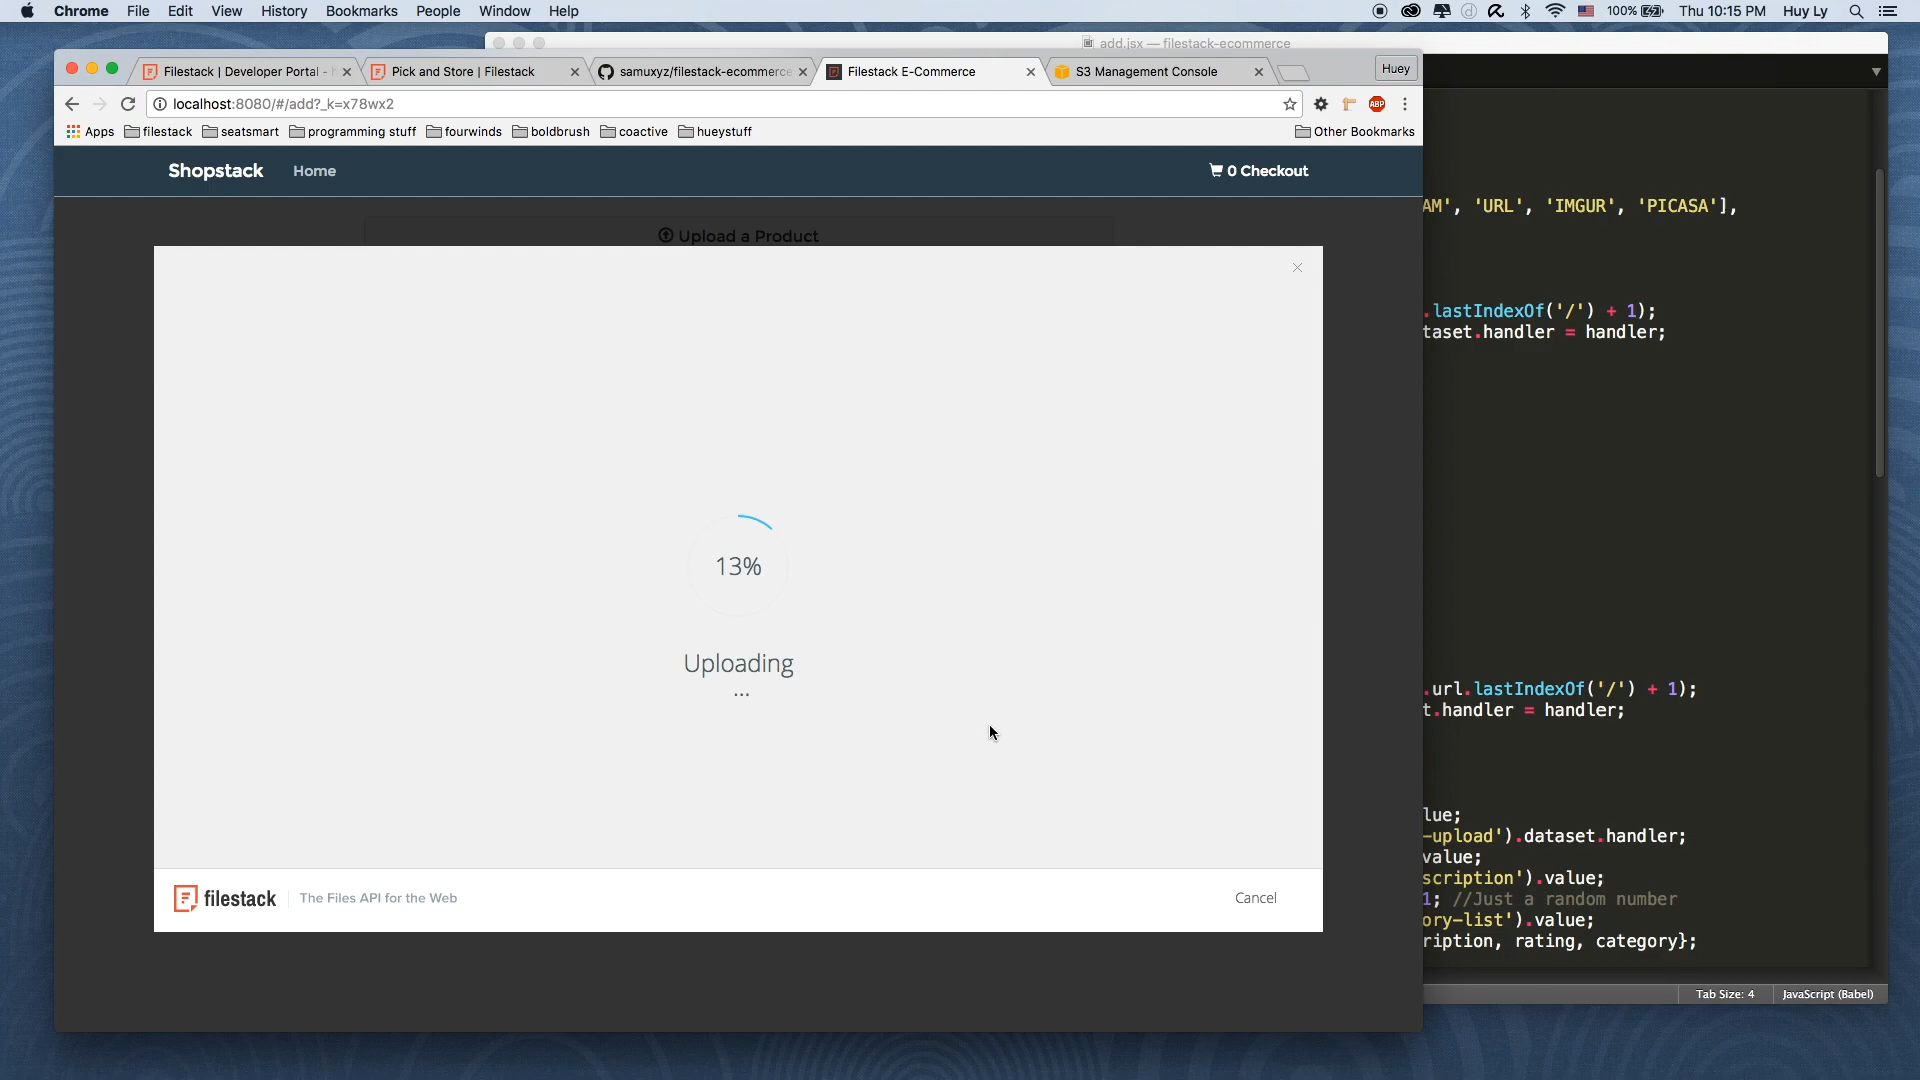 Chrome File Edit View History Bookmarks People Window Help
100% Thu 10:15 PM Huy Ly
add.jsx — filestack-ecommerce
Filestack | Developer Portal -
Pick and Store | Filestack
samuxyz/filestack-ecommerce
Filestack E-Commerce
S3 Management Console
Huey
localhost:8080/#/add?_k=x78wx2
ABP
Apps filestack seatsmart programming stuff fourwinds boldbrush coactive hueystuff Other Bookmarks
Shopstack Home 0 Checkout
Upload a Product
13%
Uploading
...
filestack The Files API for the Web Cancel
AM', 'URL', 'IMGUR', 'PICASA'],
.lastIndexOf('/') + 1);
taset.handler = handler;
.url.lastIndexOf('/') + 1);
t.handler = handler;
lue;
-upload').dataset.handler;
value;
scription').value;
1; //Just a random number
ory-list').value;
ription, rating, category};
Tab Size: 4 JavaScript (Babel)